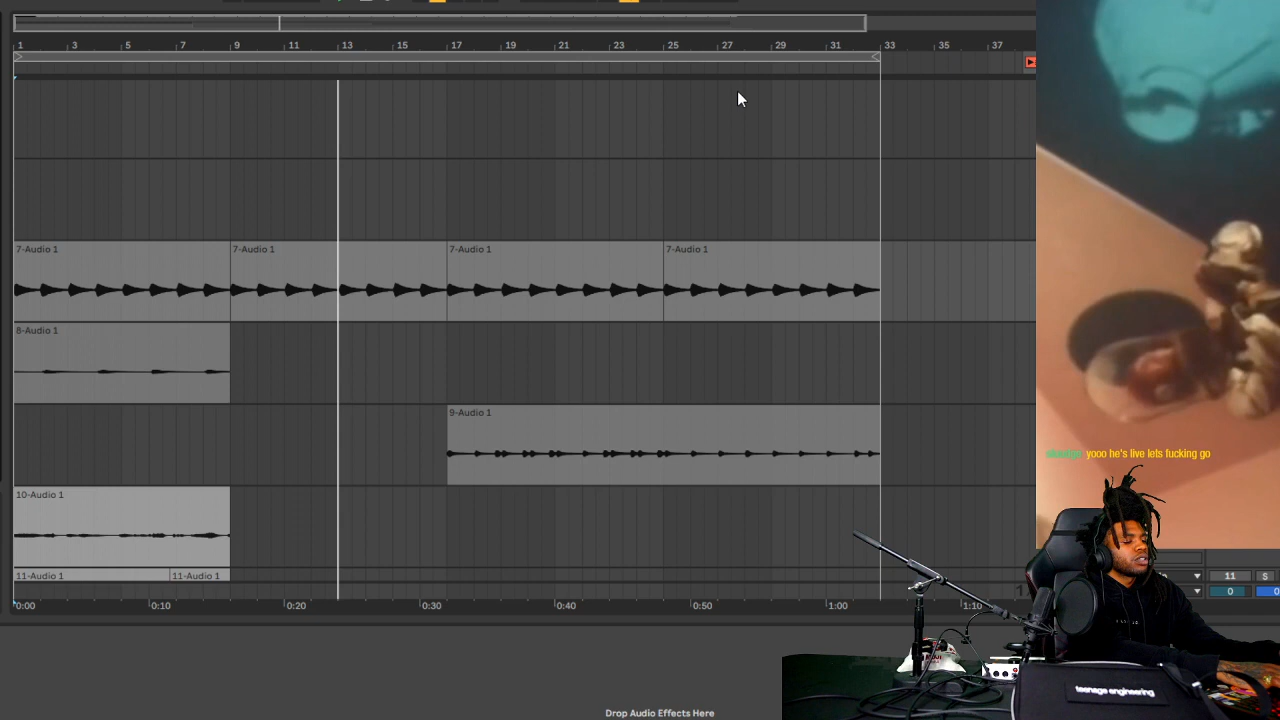 1 3 5 7 9 11 13 15 17 19 21 23 25 27 29 31 33 35 37
7-Audio 1 7-Audio 1 7-Audio 1 7-Audio 1
8-Audio 1
9-Audio 1
yooo he's live lets fucking go
10-Audio 1
11-Audio 1 11-Audio 1
11 S
0
0:00 0:10 0:20 0:30 0:40 0:50 1:00 1:10
teenage engineering
Drop Audio Effects Here